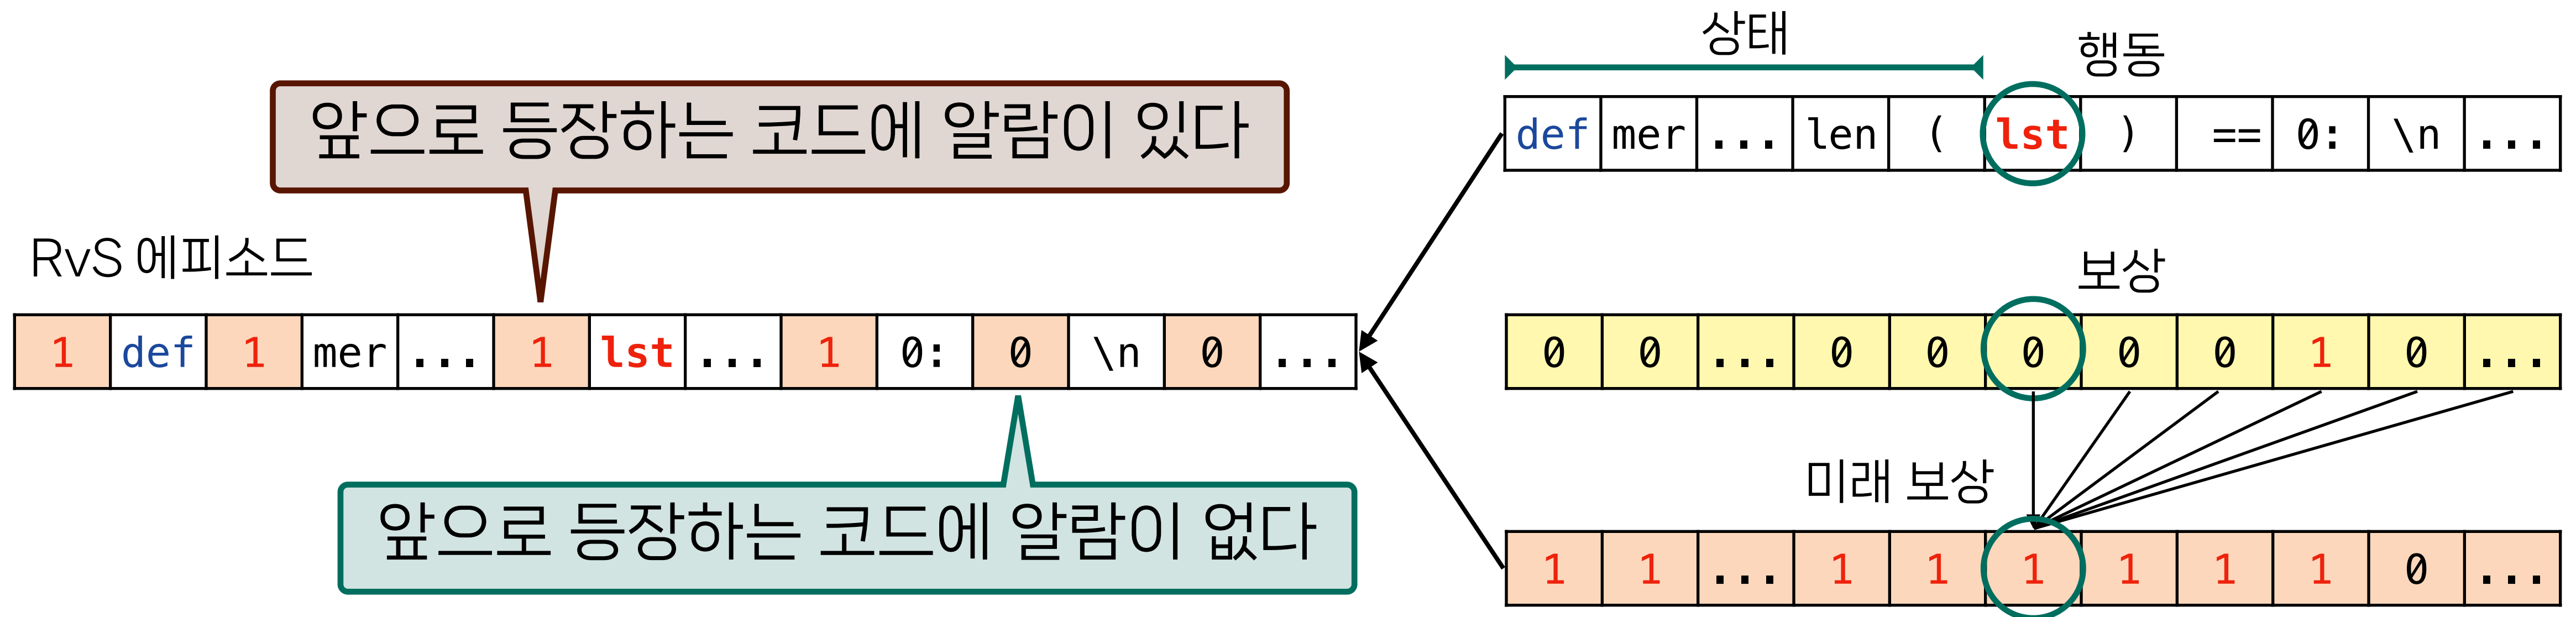 상태
행동
앞으로 등장하는 코드에 알람이 있다
def mer ... len ( lst ) == 0: \n ...
RvS 에피소드
보상
1 def 1 mer ... 1 lst ... 1 0: 0 \n 0 ...
0 0 ... 0 0 0 0 0 1 0 ...
미래 보상
앞으로 등장하는 코드에 알람이 없다
1 1 ... 1 1 1 1 1 1 0 ...